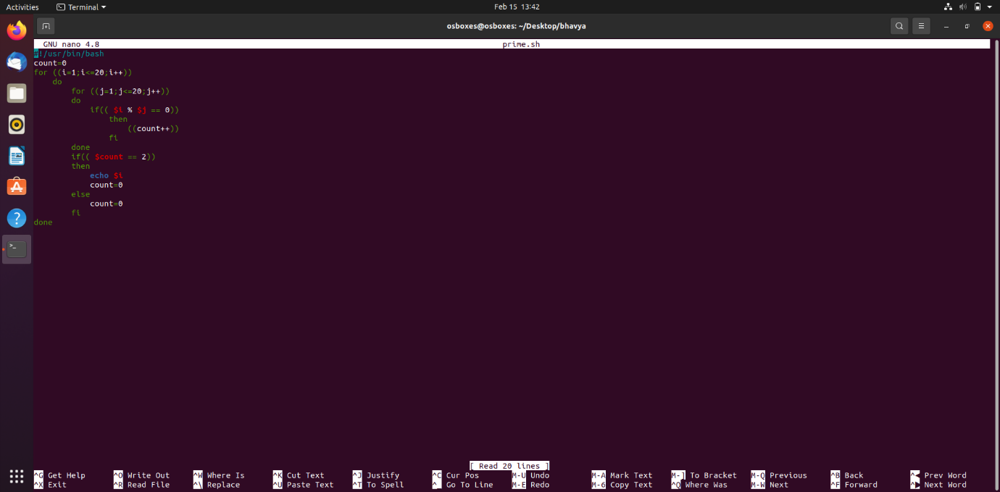 Activities Terminal Feb 15 13:42
osboxes@osboxes: ~/Desktop/bhavya
GNU nano 4.8 prime.sh
#!/usr/bin/bash
count=0
for ((i=1;i<=20;i++))
do
for ((j=1;j<=20;j++))
do
if(( $i % $j == 0))
then
((count++))
fi
done
if(( $count == 2))
then
echo $i
count=0
else
count=0
fi
done
[ Read 20 lines ]
^G Get Help ^O Write Out ^W Where Is ^K Cut Text ^J Justify ^C Cur Pos M-U Undo M-A Mark Text M-] To Bracket M-Q Previous ^B Back ^◀ Prev Word
^X Exit ^R Read File ^\ Replace ^U Paste Text ^T To Spell ^_ Go To Line M-E Redo M-6 Copy Text ^Q Where Was M-W Next ^F Forward ^▶ Next Word